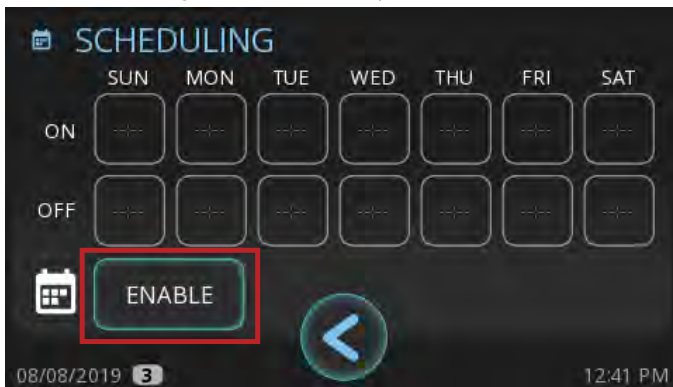 SCHEDULING
SUN MON TUE WED THU FRI SAT
ON --:-- --:-- --:-- --:-- --:-- --:-- --:--
OFF --:-- --:-- --:-- --:-- --:-- --:-- --:--
ENABLE
08/08/2019 3 12:41 PM